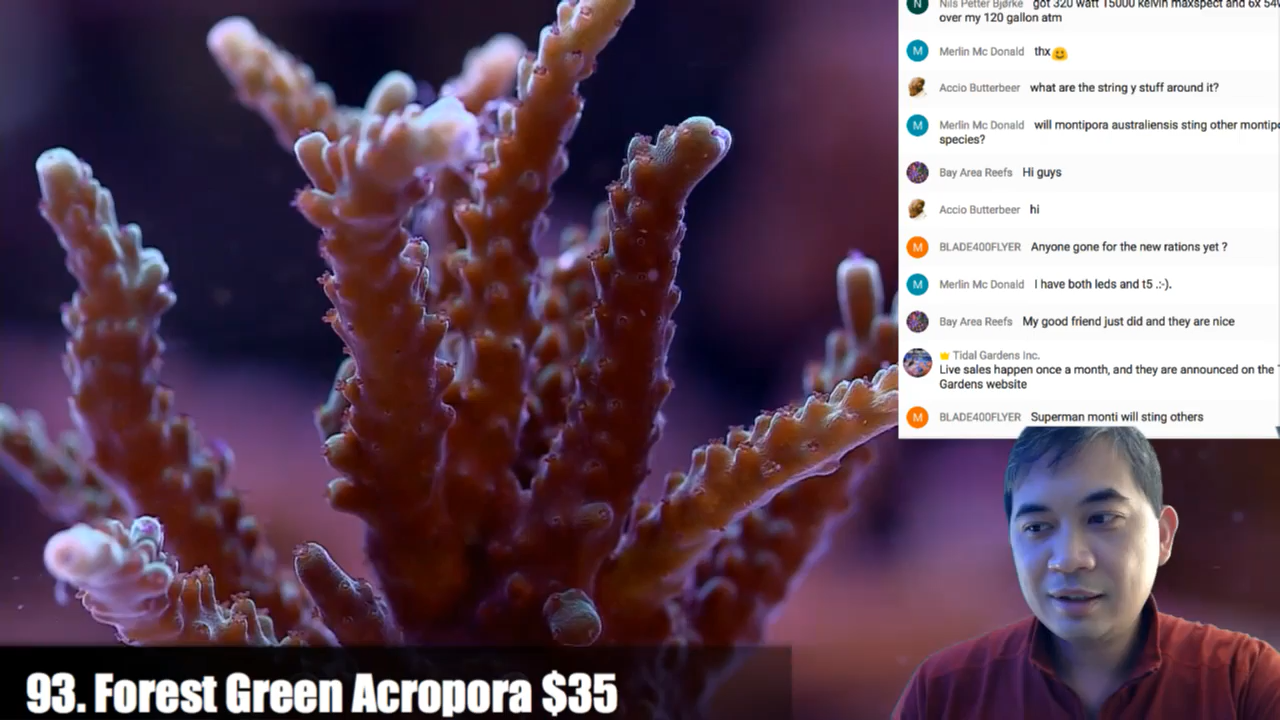 N Nils Petter Bjørke got 320 watt 15000 kelvin maxspect and 6x
over my 120 gallon atm
M Merlin Mc Donald thx
Accio Butterbeer what are the string y stuff around it?
M Merlin Mc Donald will montipora australiensis sting other
species?
Bay Area Reefs Hi guys
Accio Butterbeer hi
M BLADE400FLYER Anyone gone for the new rations yet ?
M Merlin Mc Donald I have both leds and t5 .:-).
Bay Area Reefs My good friend just did and they are nice
Tidal Gardens Inc.
Live sales happen once a month, and they are announced on the
Gardens website
M BLADE400FLYER Superman monti will sting others
93. Forest Green Acropora $35